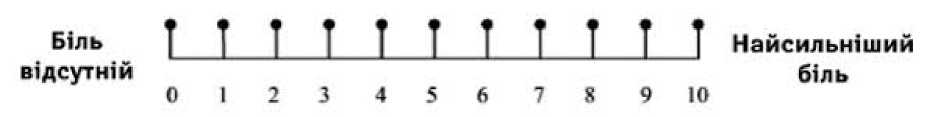 Біль
відсутній
0 1 2 3 4 5 6 7 8 9 10
Найсильніший
біль